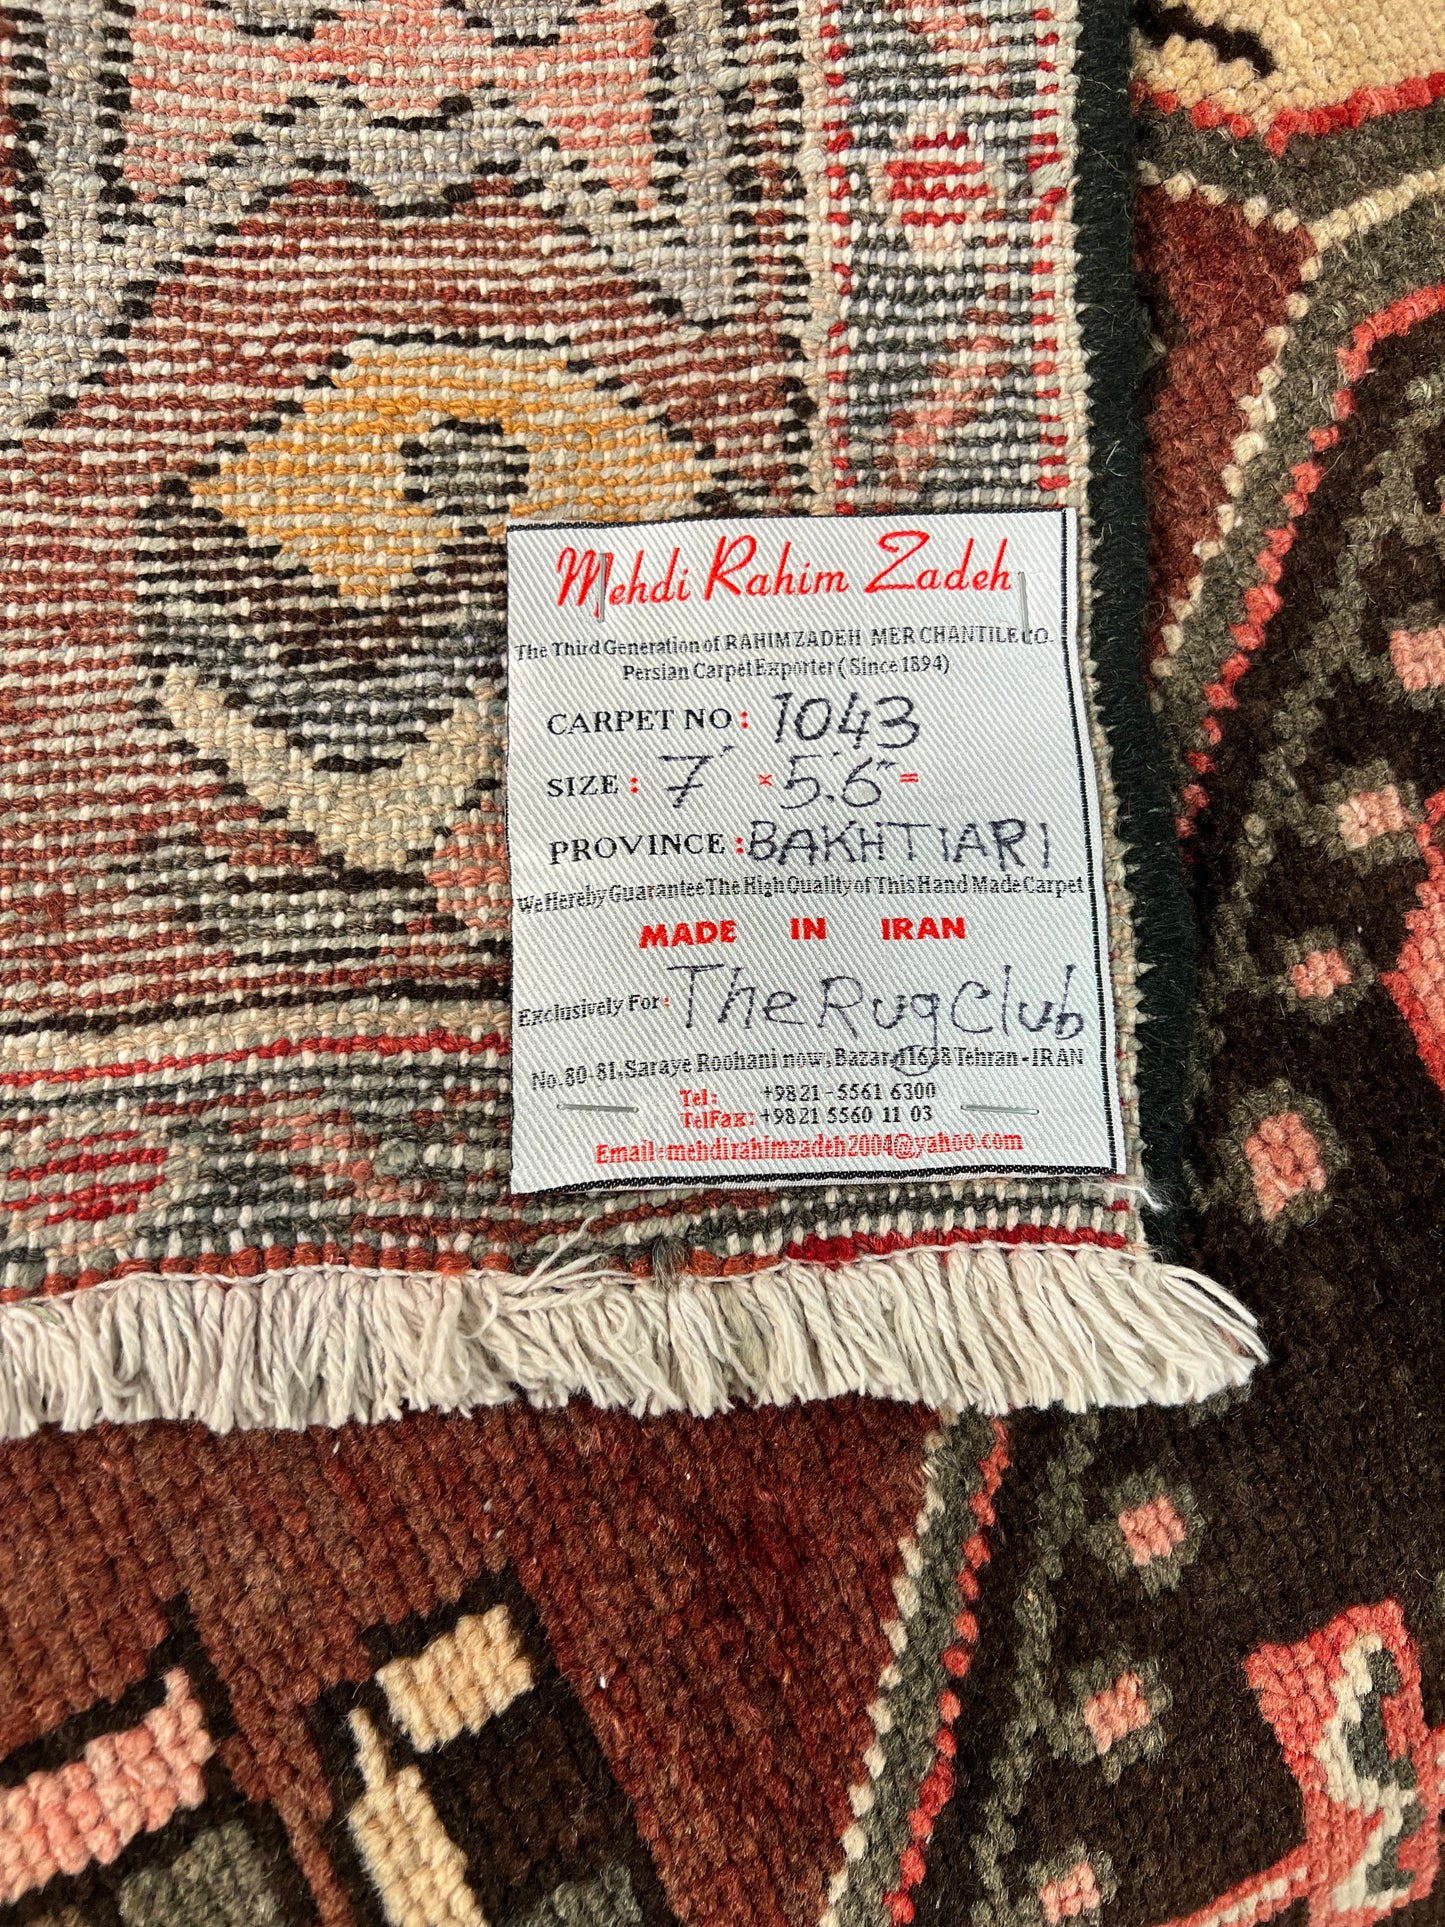 Mehdi Rahim Zadeh
The Third Generation of RAHIMZADEH MERCHANTILE CO.
Persian Carpet Exporter ( Since 1894)
CARPET NO : 1043
SIZE : 7' × 5'.6" =
PROVINCE : BAKHTIARI
We Hereby Guarantee The High Quality of This Hand Made Carpet
MADE IN IRAN
Exclusively For : The Rug Club
No. 80-81, Saraye Roohani now, Bazar, 11638 Tehran - IRAN
Tel : +9821 - 5561 6300
TelFax : +9821 5560 11 03
Email : mehdirahimzadeh2004@yahoo.com